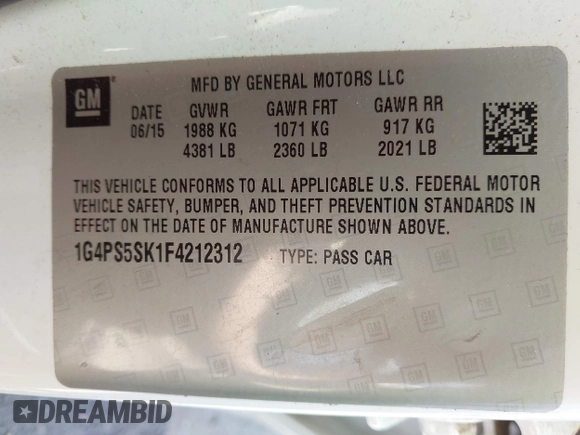 GM
MFD BY GENERAL MOTORS LLC
DATE GVWR GAWR FRT GAWR RR
06/15 1988 KG 1071 KG 917 KG
4381 LB 2360 LB 2021 LB
THIS VEHICLE CONFORMS TO ALL APPLICABLE U.S. FEDERAL MOTOR
VEHICLE SAFETY, BUMPER, AND THEFT PREVENTION STANDARDS IN
EFFECT ON THE DATE OF MANUFACTURE SHOWN ABOVE.
1G4PS5SK1F4212312 TYPE: PASS CAR
DREAMBID